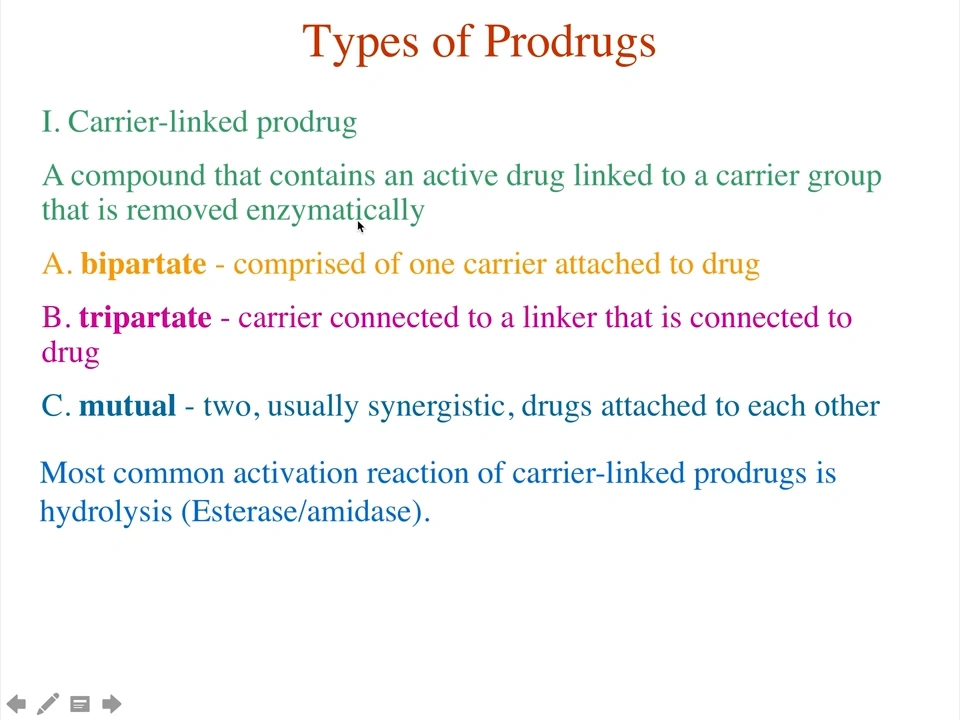 Types of Prodrugs
I. Carrier-linked prodrug
A compound that contains an active drug linked to a carrier group
that is removed enzymatically
A. bipartate - comprised of one carrier attached to drug
B. tripartate - carrier connected to a linker that is connected to
drug
C. mutual - two, usually synergistic, drugs attached to each other
Most common activation reaction of carrier-linked prodrugs is
hydrolysis (Esterase/amidase).